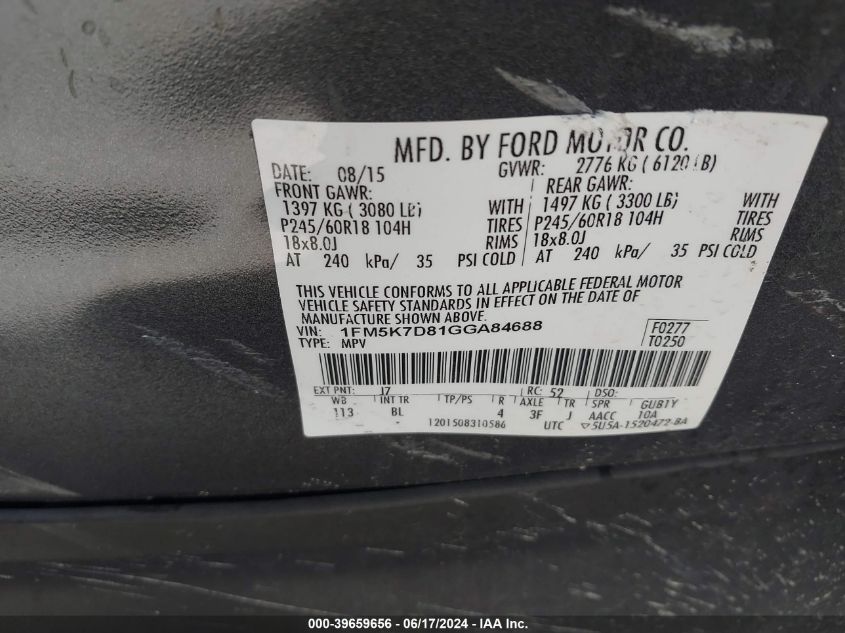 MFD. BY FORD MOTOR CO.
DATE: 08/15 GVWR: 2776 KG ( 6120 LB)
FRONT GAWR: REAR GAWR:
1397 KG ( 3080 LB) WITH 1497 KG ( 3300 LB) WITH
P245/60R18 104H TIRES P245/60R18 104H TIRES
18x8.0J RIMS 18x8.0J RIMS
AT 240 kPa/ 35 PSI COLD AT 240 kPa/ 35 PSI COLD
THIS VEHICLE CONFORMS TO ALL APPLICABLE FEDERAL MOTOR
VEHICLE SAFETY STANDARDS IN EFFECT ON THE DATE OF
MANUFACTURE SHOWN ABOVE.
VIN: 1FM5K7D81GGA84688 F0277
TYPE: MPV T0250
EXT PNT: J7 RC: 52 DSO:
WB INT TR TP/PS R AXLE TR SPR GUB1Y
113 BL 4 3F J AACC 10A
1201508310586 UTC ▽5U5A-1520472-BA
000-39659656 - 06/17/2024 - IAA Inc.